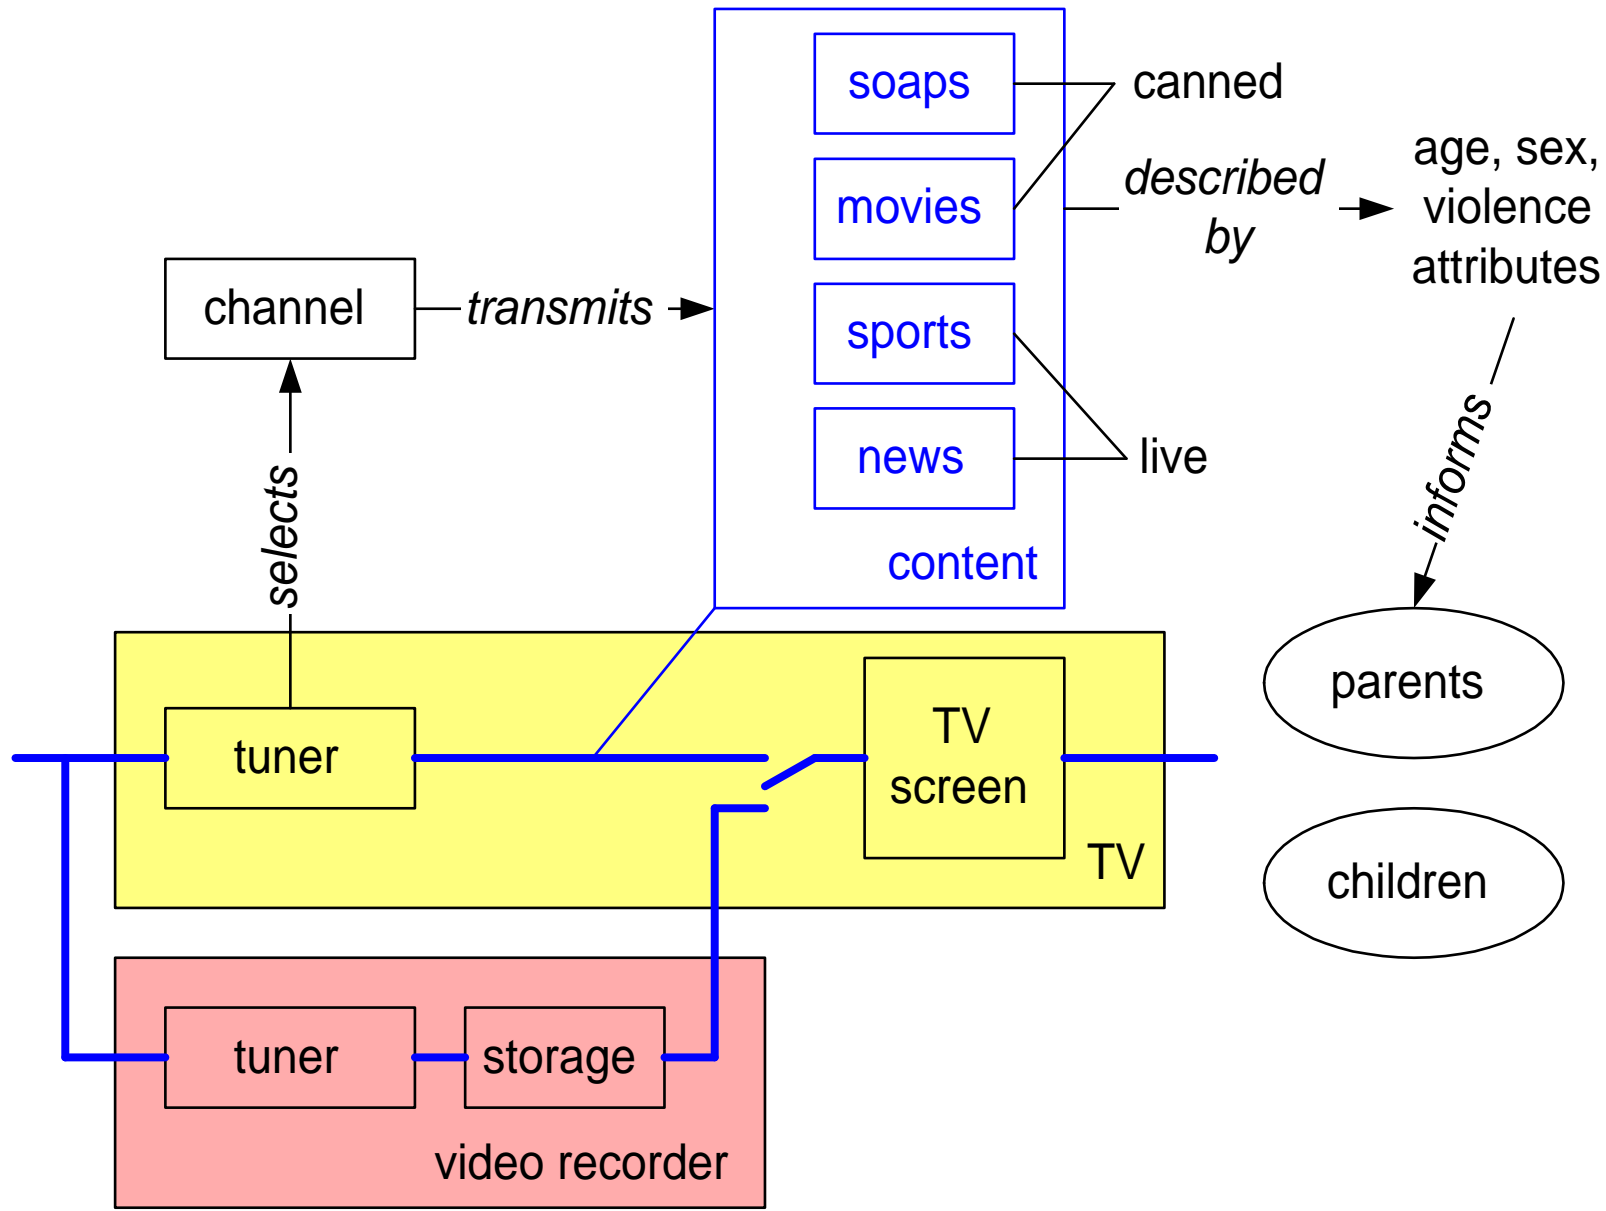 soaps
canned
movies
described
by
age, sex,
violence
attributes
channel
transmits
sports
news
live
content
selects
informs
parents
tuner
TV
screen
TV
children
tuner
storage
video recorder